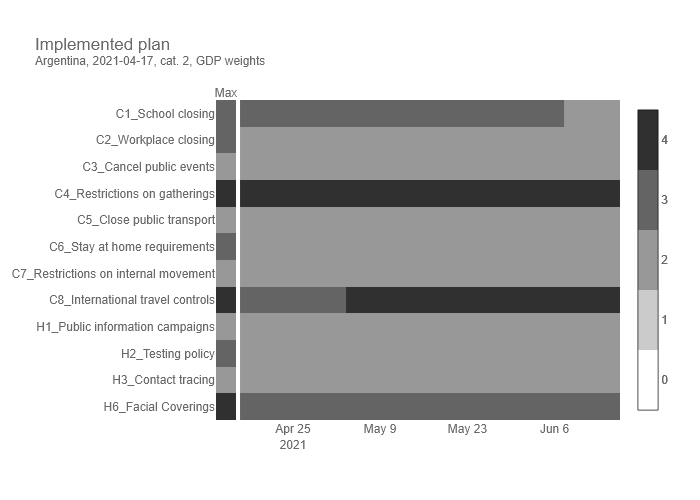 Implemented plan
Argentina, 2021-04-17, cat. 2, GDP weights
Max
C1_School closing
C2_Workplace closing
C3_Cancel public events
C4_Restrictions on gatherings
C5_Close public transport
C6_Stay at home requirements
C7_Restrictions on internal movement
C8_International travel controls
H1_Public information campaigns
H2_Testing policy
H3_Contact tracing
H6_Facial Coverings
4
3
2
1
0
Apr 25 May 9 May 23 Jun 6
2021